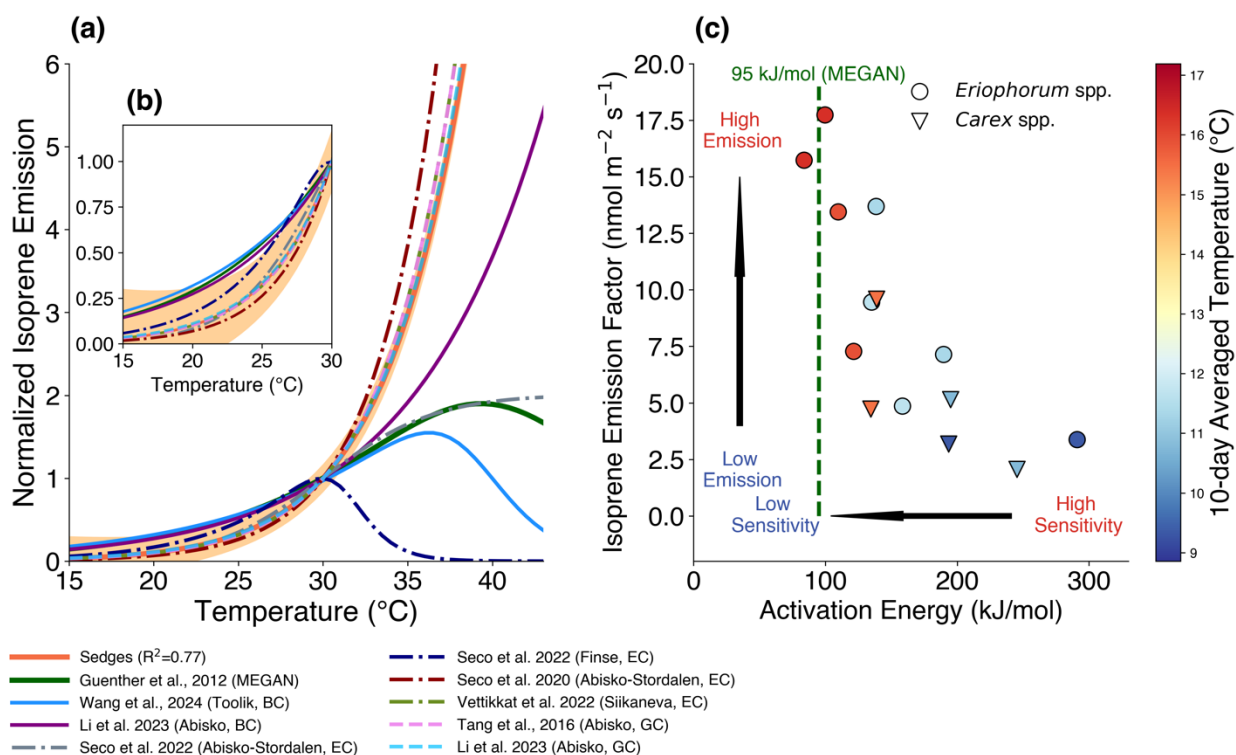 (a)
Normalized Isoprene Emission
6
5
4
3
2
1
0
15 20 25 30 35 40
Temperature (°C)
(b)
1.00
0.75
0.50
0.25
0.00
15 20 25 30
Temperature (°C)
(c)
Isoprene Emission Factor (nmol m⁻² s⁻¹)
20.0
17.5
15.0
12.5
10.0
7.5
5.0
2.5
0.0
95 kJ/mol (MEGAN)
Eriophorum spp.
Carex spp.
High
Emission
Low
Emission
Low
Sensitivity
High
Sensitivity
0 100 200 300
Activation Energy (kJ/mol)
10-day Averaged Temperature (°C)
17
16
15
14
13
12
11
10
9
Sedges (R²=0.77)
Guenther et al., 2012 (MEGAN)
Wang et al., 2024 (Toolik, BC)
Li et al. 2023 (Abisko, BC)
Seco et al. 2022 (Abisko-Stordalen, EC)
Seco et al. 2022 (Finse, EC)
Seco et al. 2020 (Abisko-Stordalen, EC)
Vettikkat et al. 2022 (Siikaneva, EC)
Tang et al., 2016 (Abisko, GC)
Li et al. 2023 (Abisko, GC)